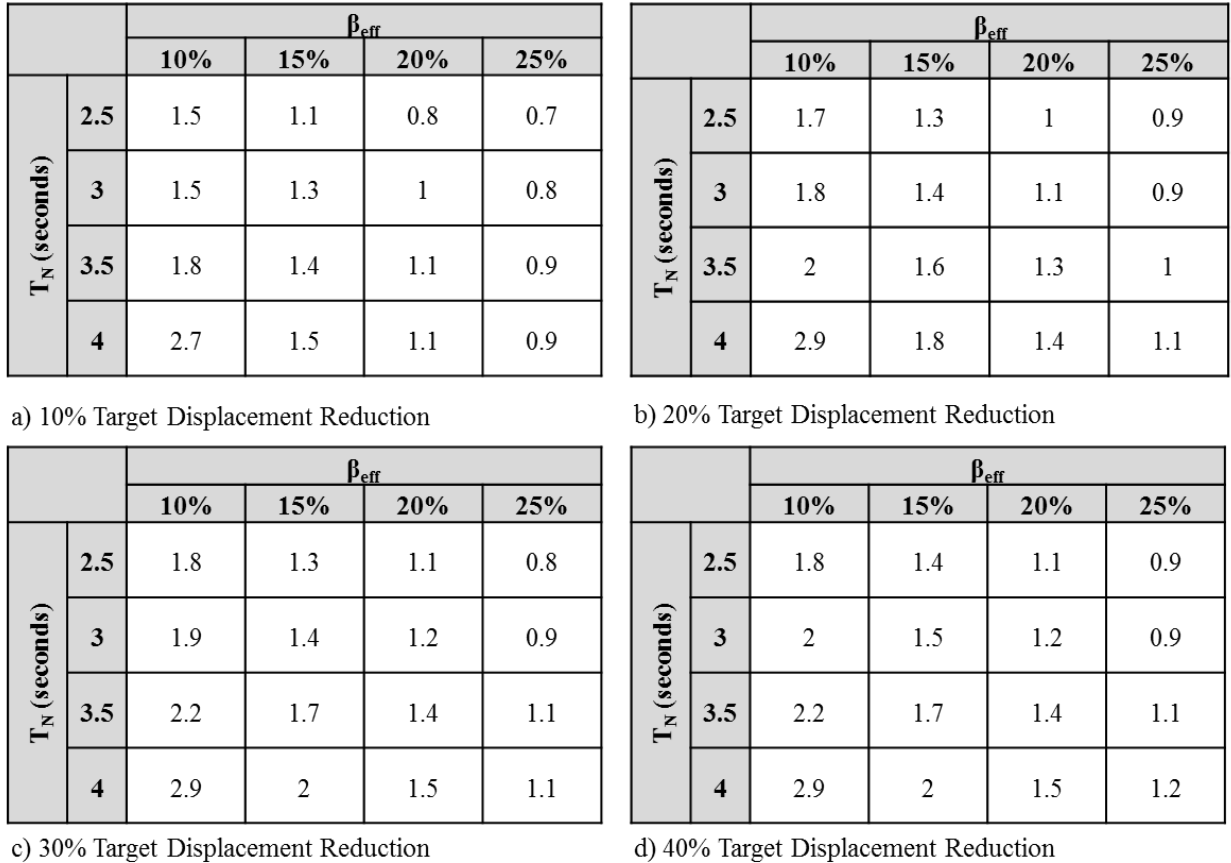 β_eff
10% 15% 20% 25%
T_N (seconds)
2.5 1.5 1.1 0.8 0.7
3 1.5 1.3 1 0.8
3.5 1.8 1.4 1.1 0.9
4 2.7 1.5 1.1 0.9
a) 10% Target Displacement Reduction
β_eff
10% 15% 20% 25%
T_N (seconds)
2.5 1.7 1.3 1 0.9
3 1.8 1.4 1.1 0.9
3.5 2 1.6 1.3 1
4 2.9 1.8 1.4 1.1
b) 20% Target Displacement Reduction
β_eff
10% 15% 20% 25%
T_N (seconds)
2.5 1.8 1.3 1.1 0.8
3 1.9 1.4 1.2 0.9
3.5 2.2 1.7 1.4 1.1
4 2.9 2 1.5 1.1
c) 30% Target Displacement Reduction
β_eff
10% 15% 20% 25%
T_N (seconds)
2.5 1.8 1.4 1.1 0.9
3 2 1.5 1.2 0.9
3.5 2.2 1.7 1.4 1.1
4 2.9 2 1.5 1.2
d) 40% Target Displacement Reduction